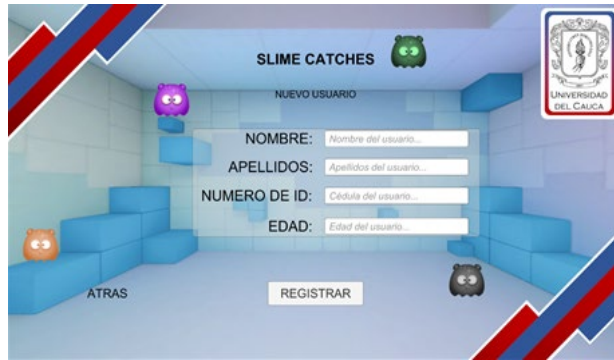 SLIME CATCHES
UNIVERSIDAD
DEL CAUCA
NUEVO USUARIO
NOMBRE: Nombre del usuario...
APELLIDOS: Apellidos del usuario...
NUMERO DE ID: Cédula del usuario...
EDAD: Edad del usuario...
ATRAS
REGISTRAR